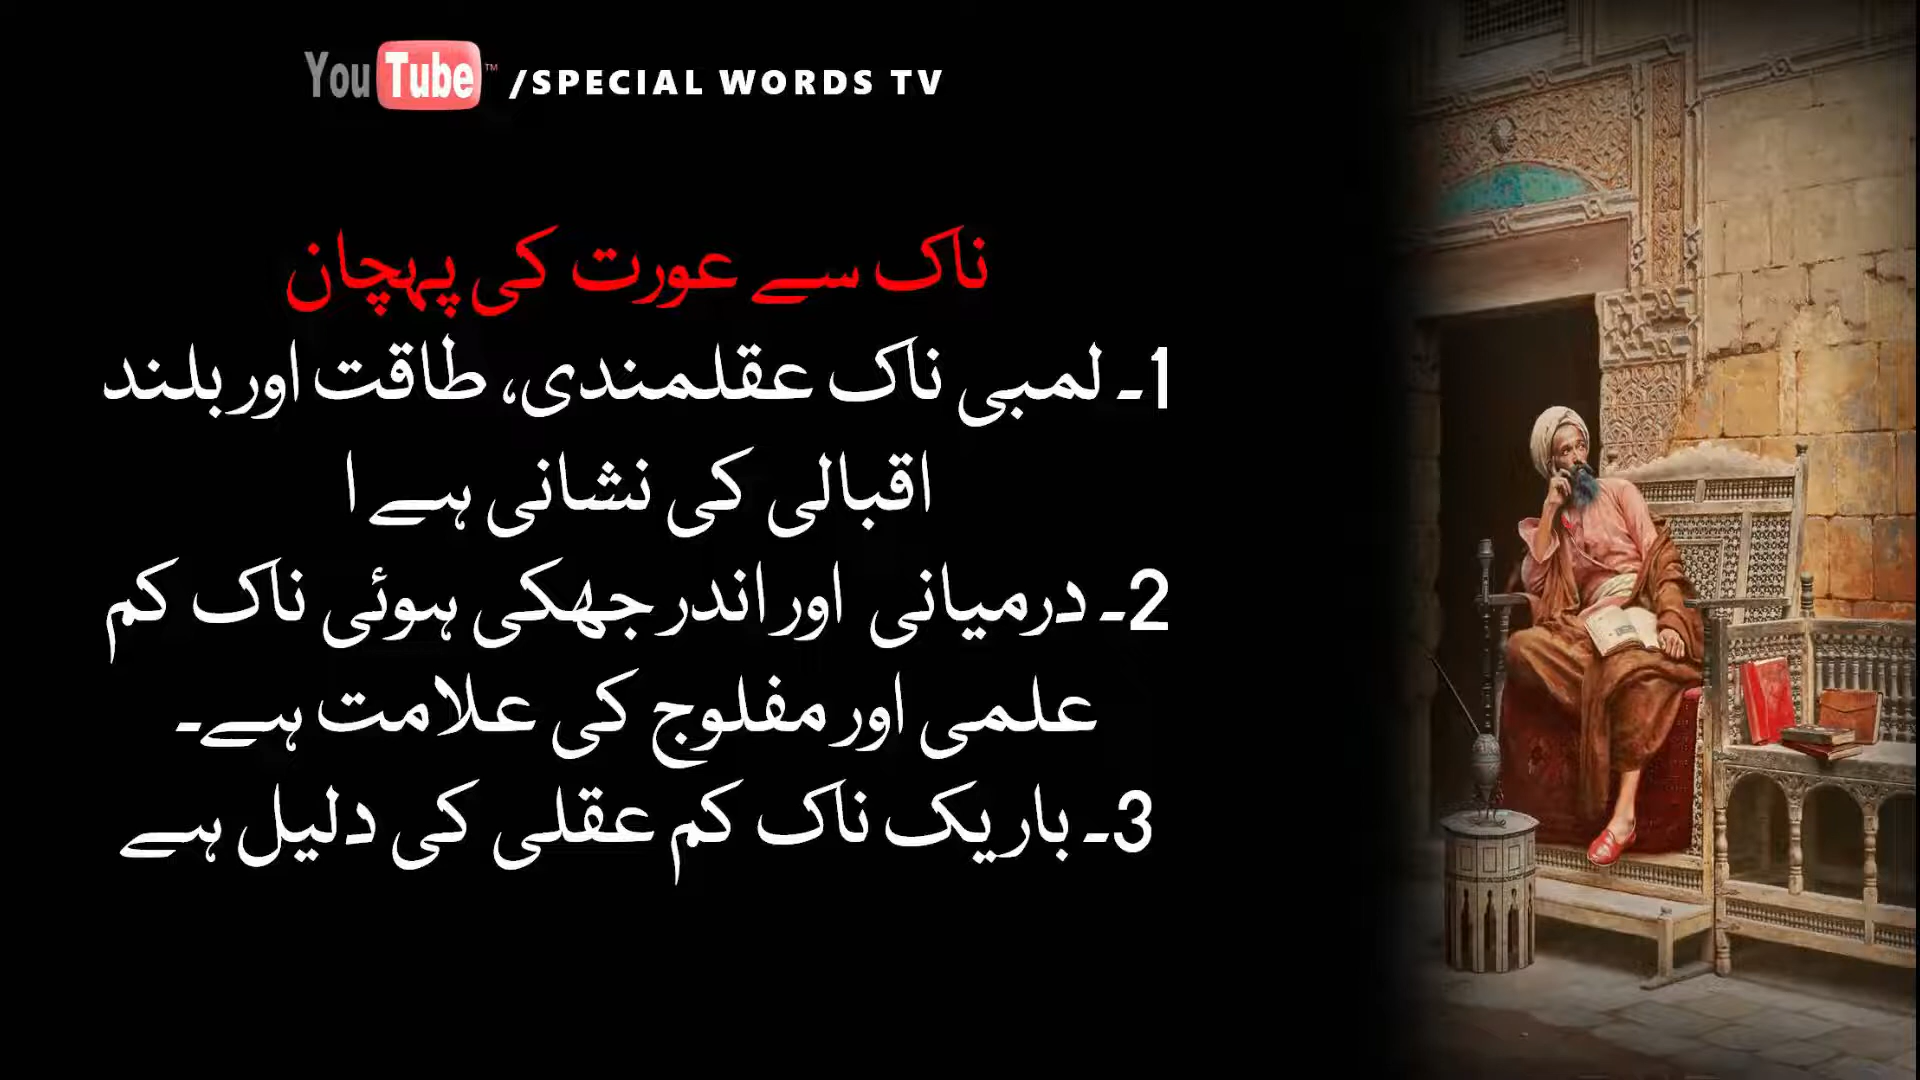 YouTube™ /SPECIAL WORDS TV
ناک سے عورت کی پہچان
1۔ لمبی ناک عقلمندی، طاقت اور بلند
اقبالی کی نشانی ہے ا
2۔ درمیانی اور اندر جھکی ہوئی ناک کم
علمی اور مفلوج کی علامت ہے۔
3۔ باریک ناک کم عقلی کی دلیل ہے